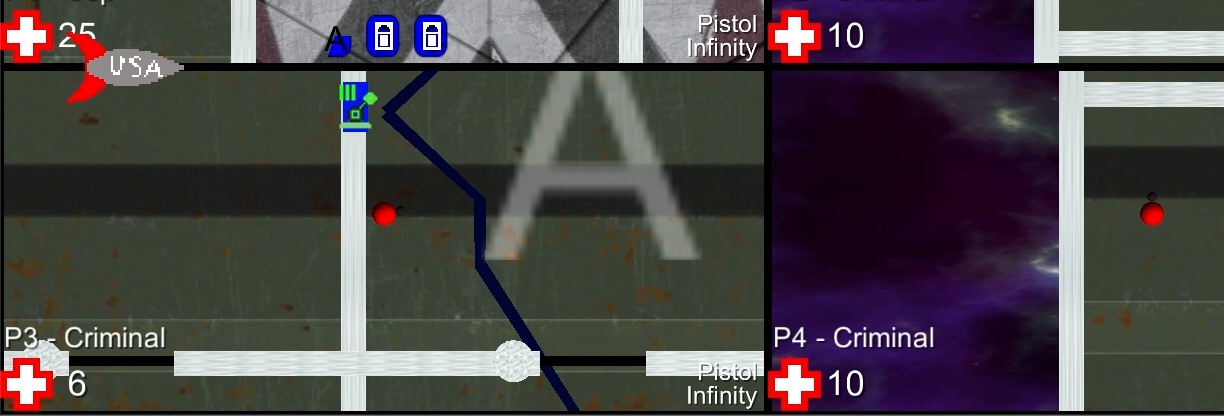 25
Pistol
Infinity
10
A
USA
A
P3 - Criminal
6
Pistol
Infinity
P4 - Criminal
10